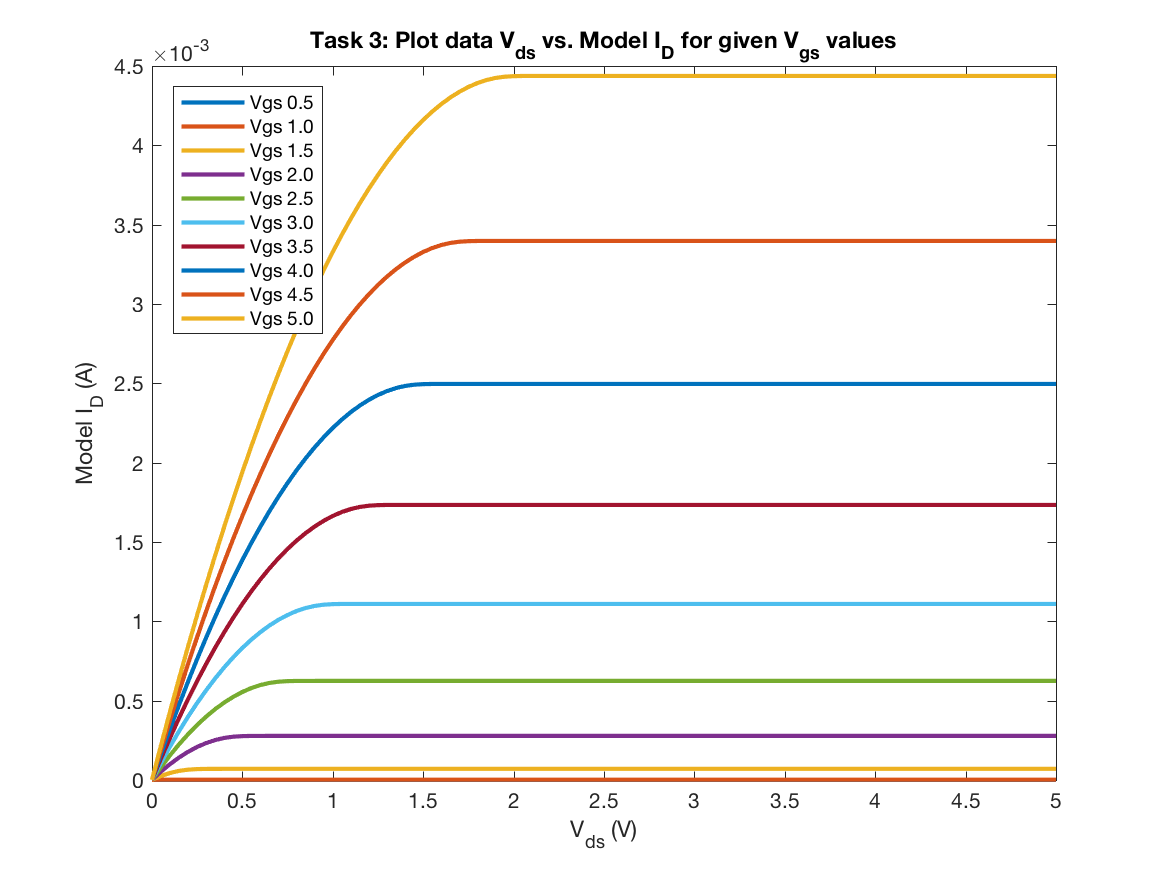 Task 3: Plot data Vds vs. Model ID for given Vgs values
×10-3
4.5
4
3.5
3
2.5
2
1.5
1
0.5
0
Model ID (A)
Vgs 0.5
Vgs 1.0
Vgs 1.5
Vgs 2.0
Vgs 2.5
Vgs 3.0
Vgs 3.5
Vgs 4.0
Vgs 4.5
Vgs 5.0
0 0.5 1 1.5 2 2.5 3 3.5 4 4.5 5
Vds (V)